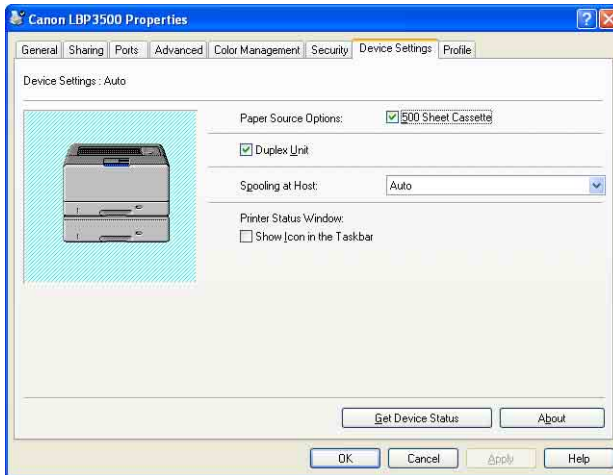 Canon LBP3500 Properties
General Sharing Ports Advanced Color Management Security Device Settings Profile
Device Settings : Auto
Paper Source Options: 500 Sheet Cassette
Duplex Unit
Spooling at Host: Auto
Printer Status Window:
Show Icon in the Taskbar
Get Device Status About
OK Cancel Apply Help